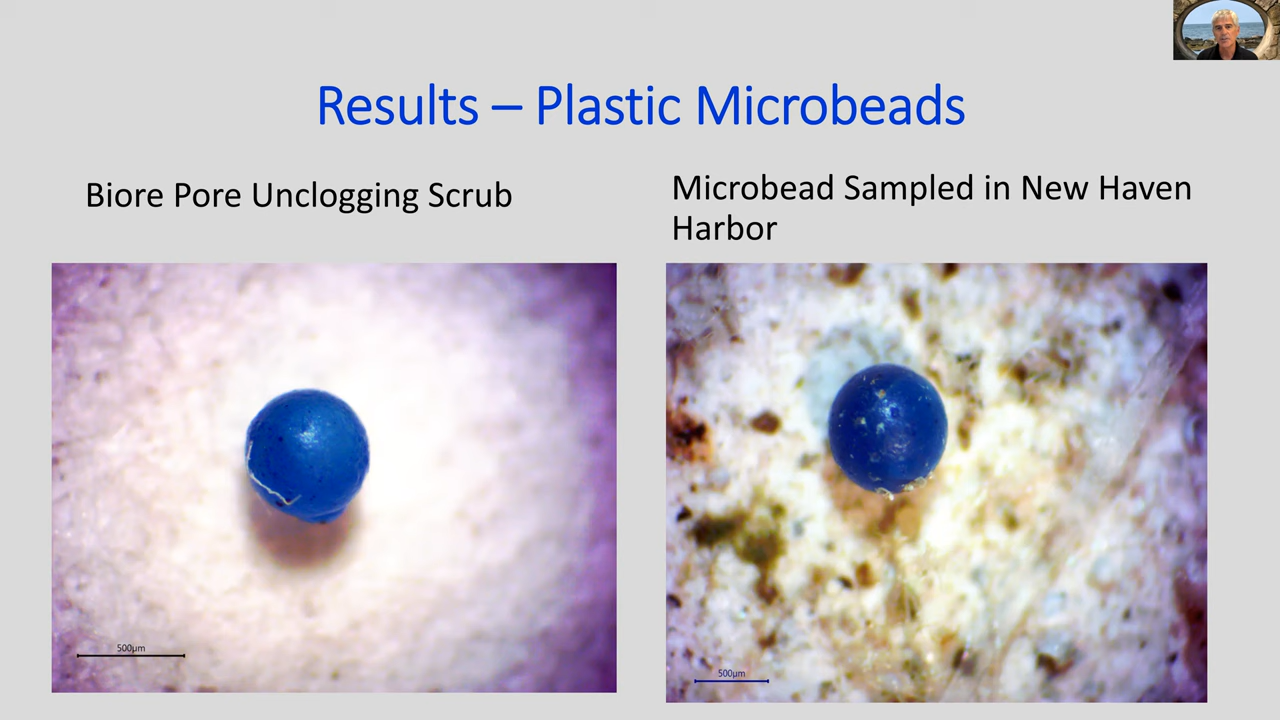 Results – Plastic Microbeads
Biore Pore Unclogging Scrub
Microbead Sampled in New Haven
Harbor
500µm
500µm